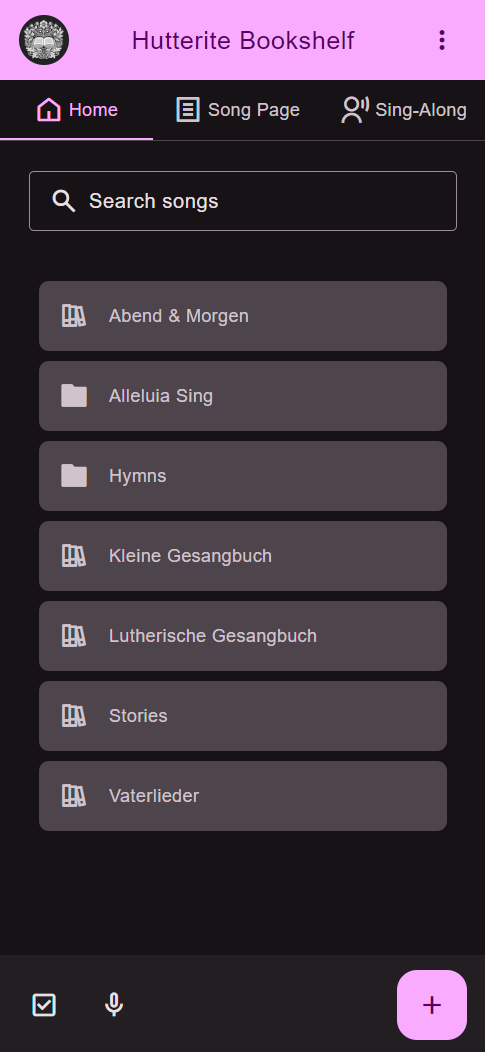 Hutterite Bookshelf
Home
Song Page
Sing-Along
Search songs
Abend & Morgen
Alleluia Sing
Hymns
Kleine Gesangbuch
Lutherische Gesangbuch
Stories
Vaterlieder